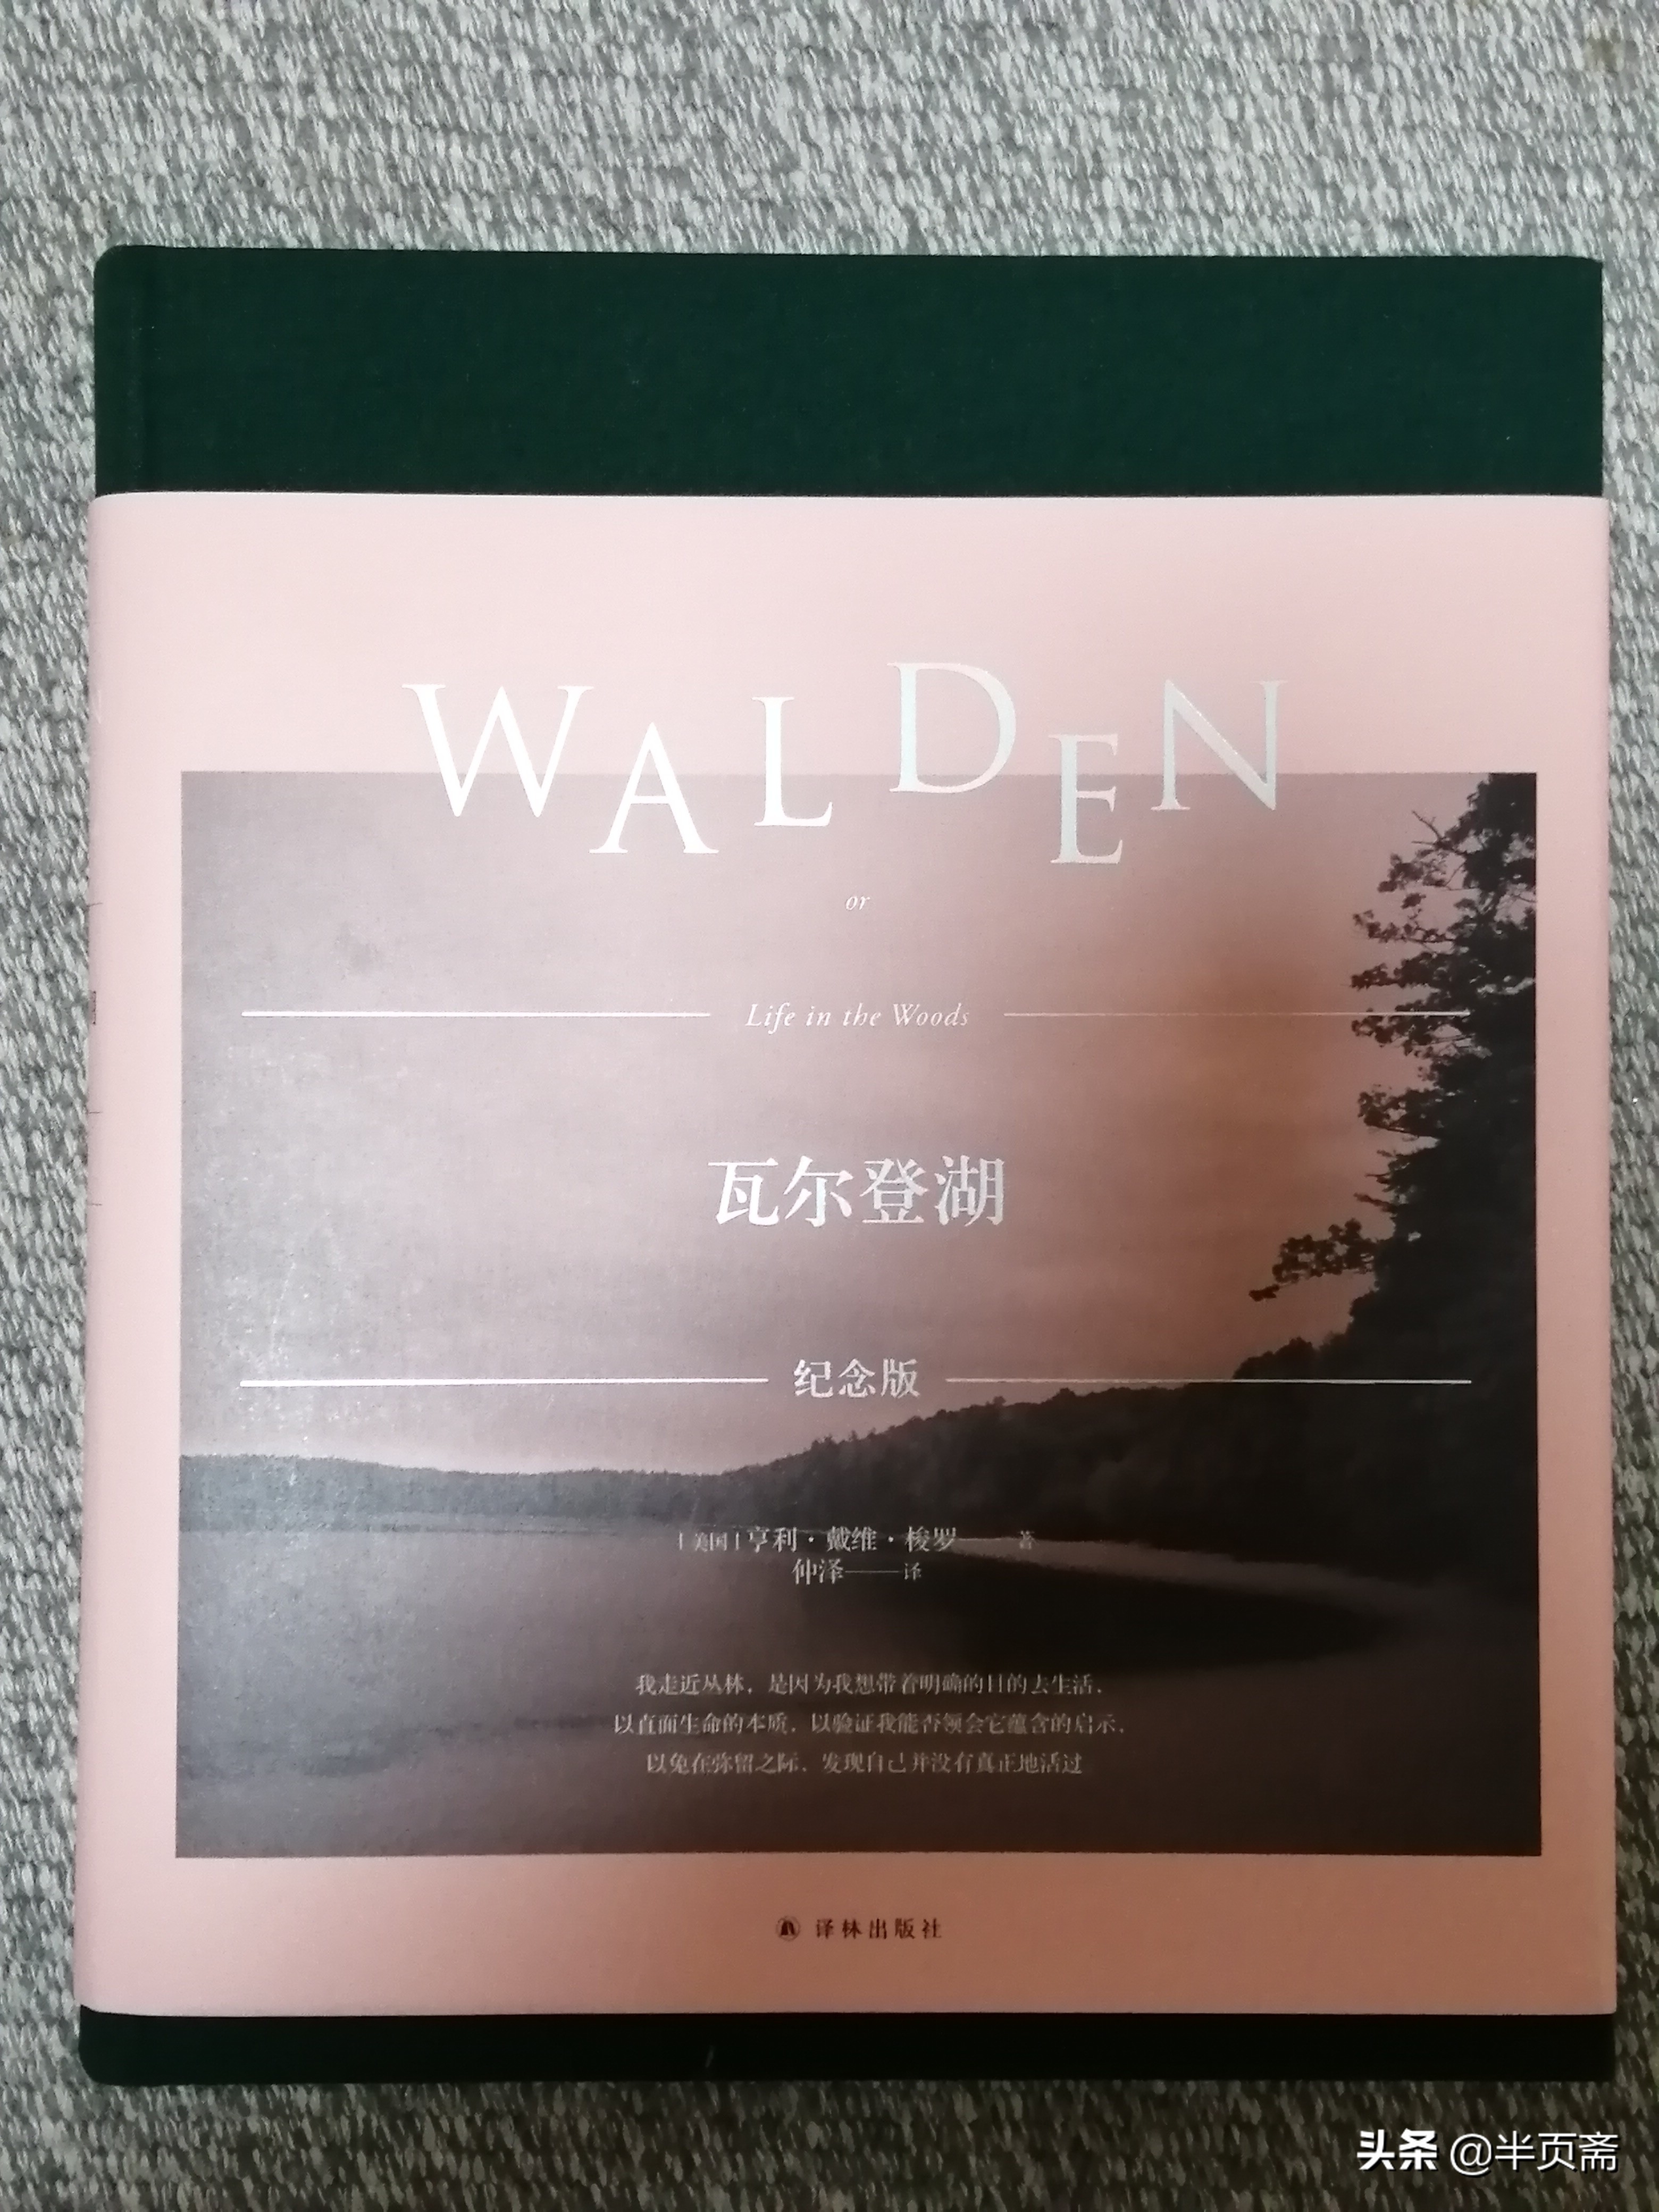 WALDEN
or
Life in the Woods
瓦尔登湖
纪念版
[美国]亨利·戴维·梭罗——著
仲泽——译
我走近丛林，是因为我想带着明确的目的去生活，
以直面生命的本质，以验证我能否领会它蕴含的启示，
以免在弥留之际，发现自己并没有真正地活过
译林出版社
头条 @半页斋